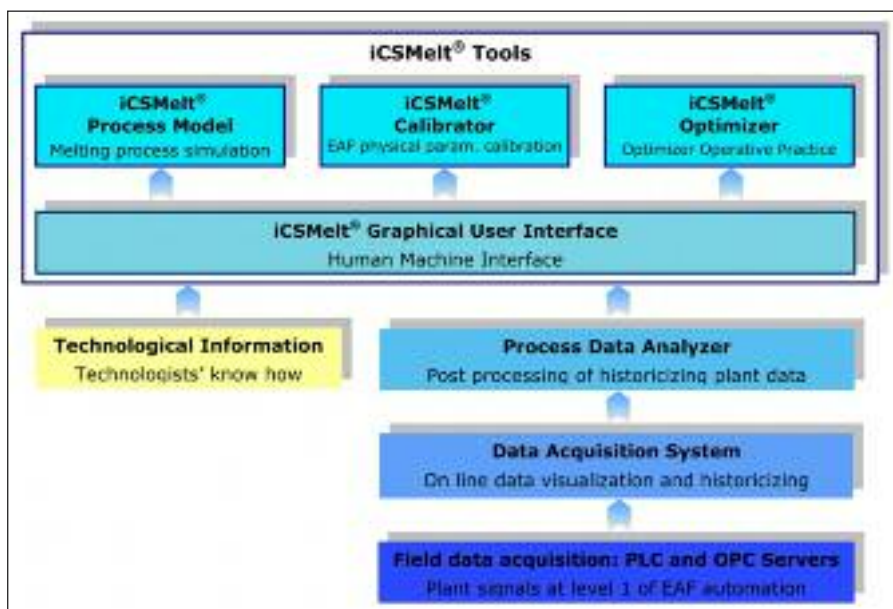 iCSMelt® Tools
iCSMelt®
Process Model
Melting process simulation
iCSMelt®
Calibrator
EAF physical param. calibration
iCSMelt®
Optimizer
Optimizer Operative Practice
iCSMelt® Graphical User Interface
Human Machine Interface
Technological Information
Technologists' know how
Process Data Analyzer
Post processing of historicizing plant data
Data Acquisition System
On line data visualization and historicizing
Field data acquisition: PLC and OPC Servers
Plant signals at level 1 of EAF automation